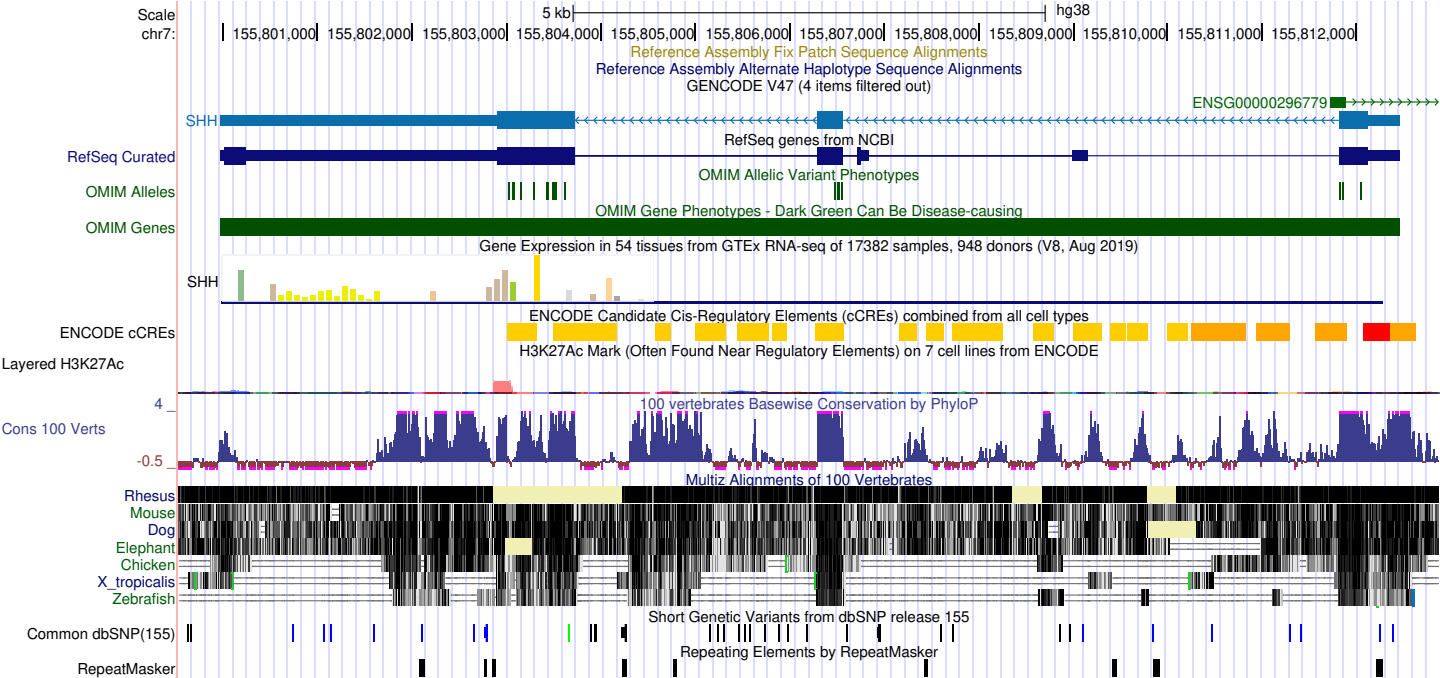 Scale 5 kb hg38
chr7: 155,801,000 155,802,000 155,803,000 155,804,000 155,805,000 155,806,000 155,807,000 155,808,000 155,809,000 155,810,000 155,811,000 155,812,000
Reference Assembly Fix Patch Sequence Alignments
Reference Assembly Alternate Haplotype Sequence Alignments
GENCODE V47 (4 items filtered out)
ENSG00000296779
SHH
RefSeq genes from NCBI
RefSeq Curated
OMIM Allelic Variant Phenotypes
OMIM Alleles
OMIM Gene Phenotypes - Dark Green Can Be Disease-causing
OMIM Genes
Gene Expression in 54 tissues from GTEx RNA-seq of 17382 samples, 948 donors (V8, Aug 2019)
SHH
ENCODE Candidate Cis-Regulatory Elements (cCREs) combined from all cell types
ENCODE cCREs
H3K27Ac Mark (Often Found Near Regulatory Elements) on 7 cell lines from ENCODE
Layered H3K27Ac
100 vertebrates Basewise Conservation by PhyloP
4 _
Cons 100 Verts
-0.5 _
Multiz Alignments of 100 Vertebrates
Rhesus
Mouse
Dog
Elephant
Chicken
X_tropicalis
Zebrafish
Short Genetic Variants from dbSNP release 155
Common dbSNP(155)
Repeating Elements by RepeatMasker
RepeatMasker